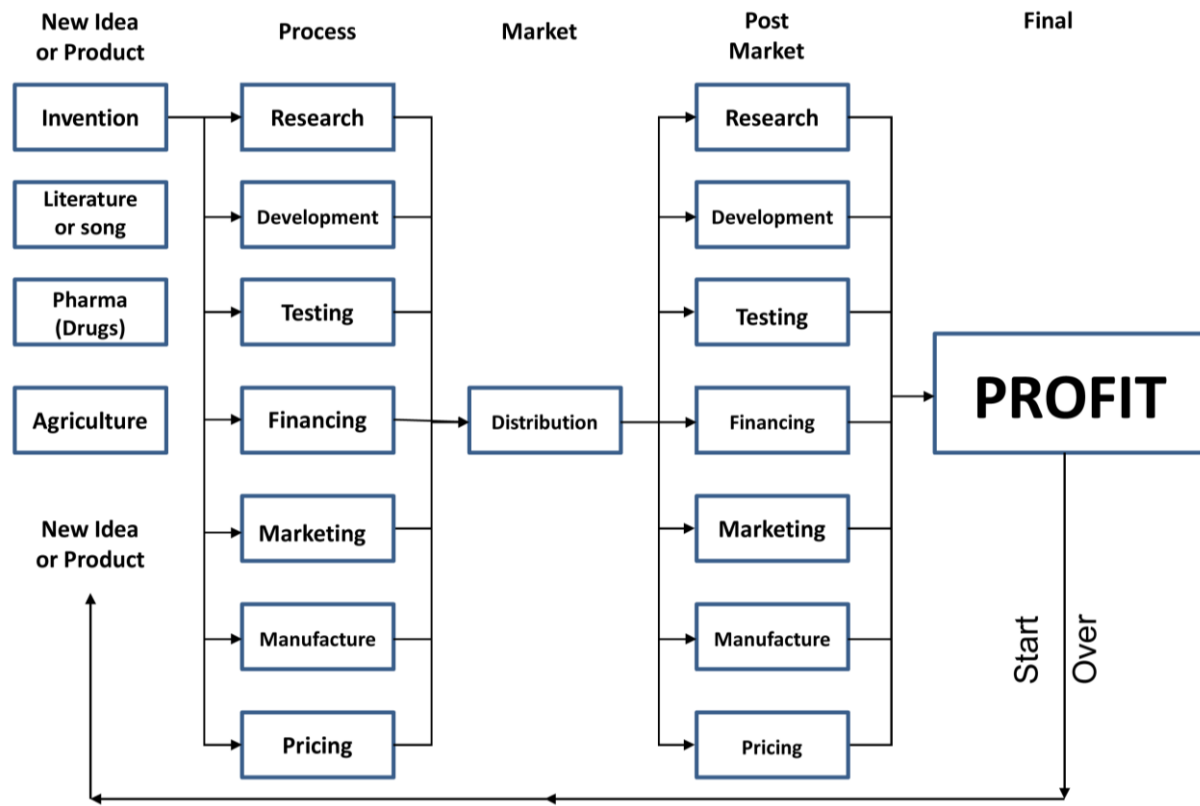 New Idea
or Product
Process
Market
Post
Market
Final
Invention
Literature
or song
Pharma
(Drugs)
Agriculture
New Idea
or Product
Research
Development
Testing
Financing
Marketing
Manufacture
Pricing
Distribution
Research
Development
Testing
Financing
Marketing
Manufacture
Pricing
PROFIT
Start
Over